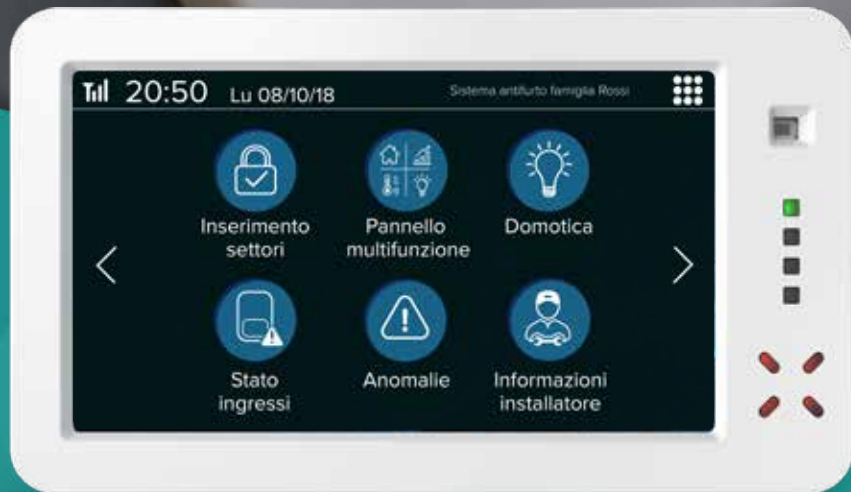 20:50 Lu 08/10/18 Sistema antifurto famiglia Rossi
Inserimento
settori
Pannello
multifunzione
Domotica
Stato
ingressi
Anomalie
Informazioni
installatore